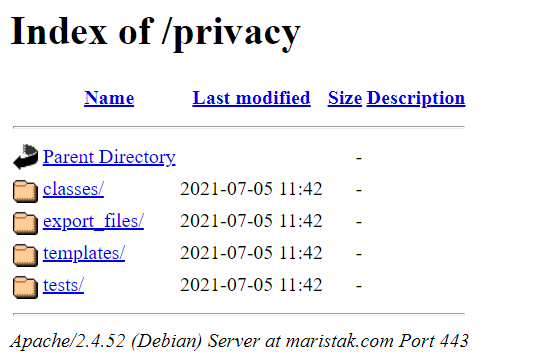 Index of /privacy
Name Last modified Size Description
Parent Directory -
classes/ 2021-07-05 11:42 -
export_files/ 2021-07-05 11:42 -
templates/ 2021-07-05 11:42 -
tests/ 2021-07-05 11:42 -
Apache/2.4.52 (Debian) Server at maristak.com Port 443